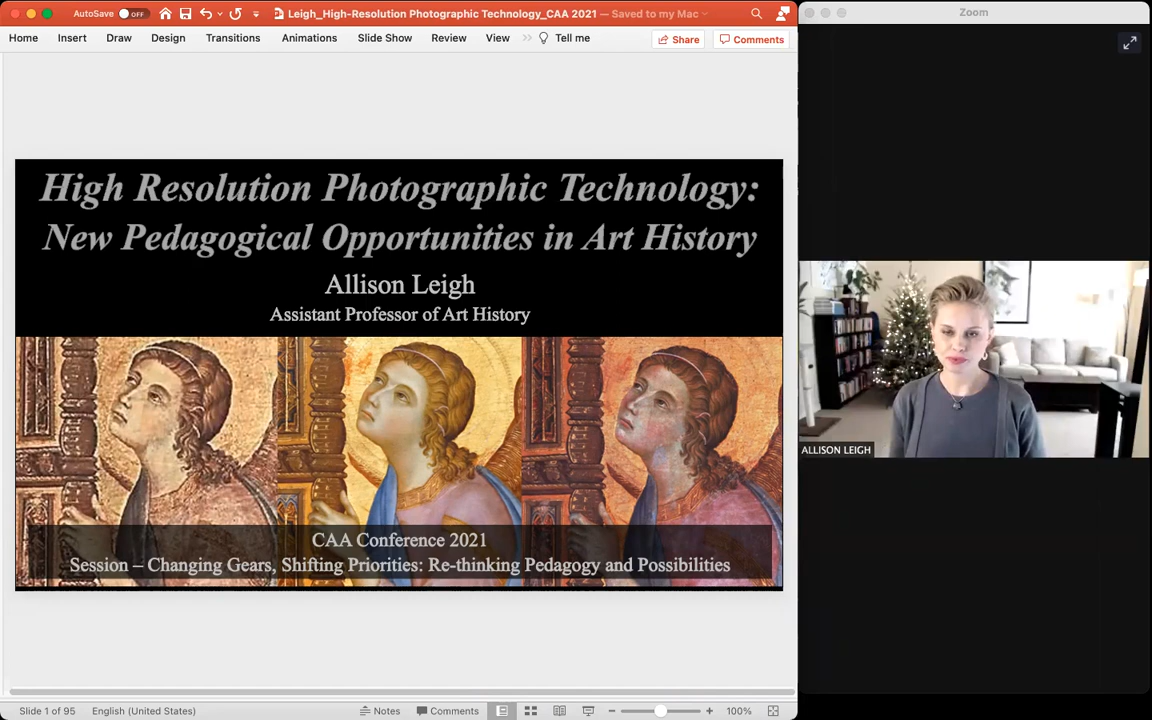 AutoSave OFF
Leigh_High-Resolution Photographic Technology_CAA 2021 — Saved to my Mac
Zoom
Home Insert Draw Design Transitions Animations Slide Show Review View Tell me Share Comments
High Resolution Photographic Technology:
New Pedagogical Opportunities in Art History
Allison Leigh
Assistant Professor of Art History
CAA Conference 2021
Session – Changing Gears, Shifting Priorities: Re-thinking Pedagogy and Possibilities
ALLISON LEIGH
Slide 1 of 95 English (United States) Notes Comments 100%